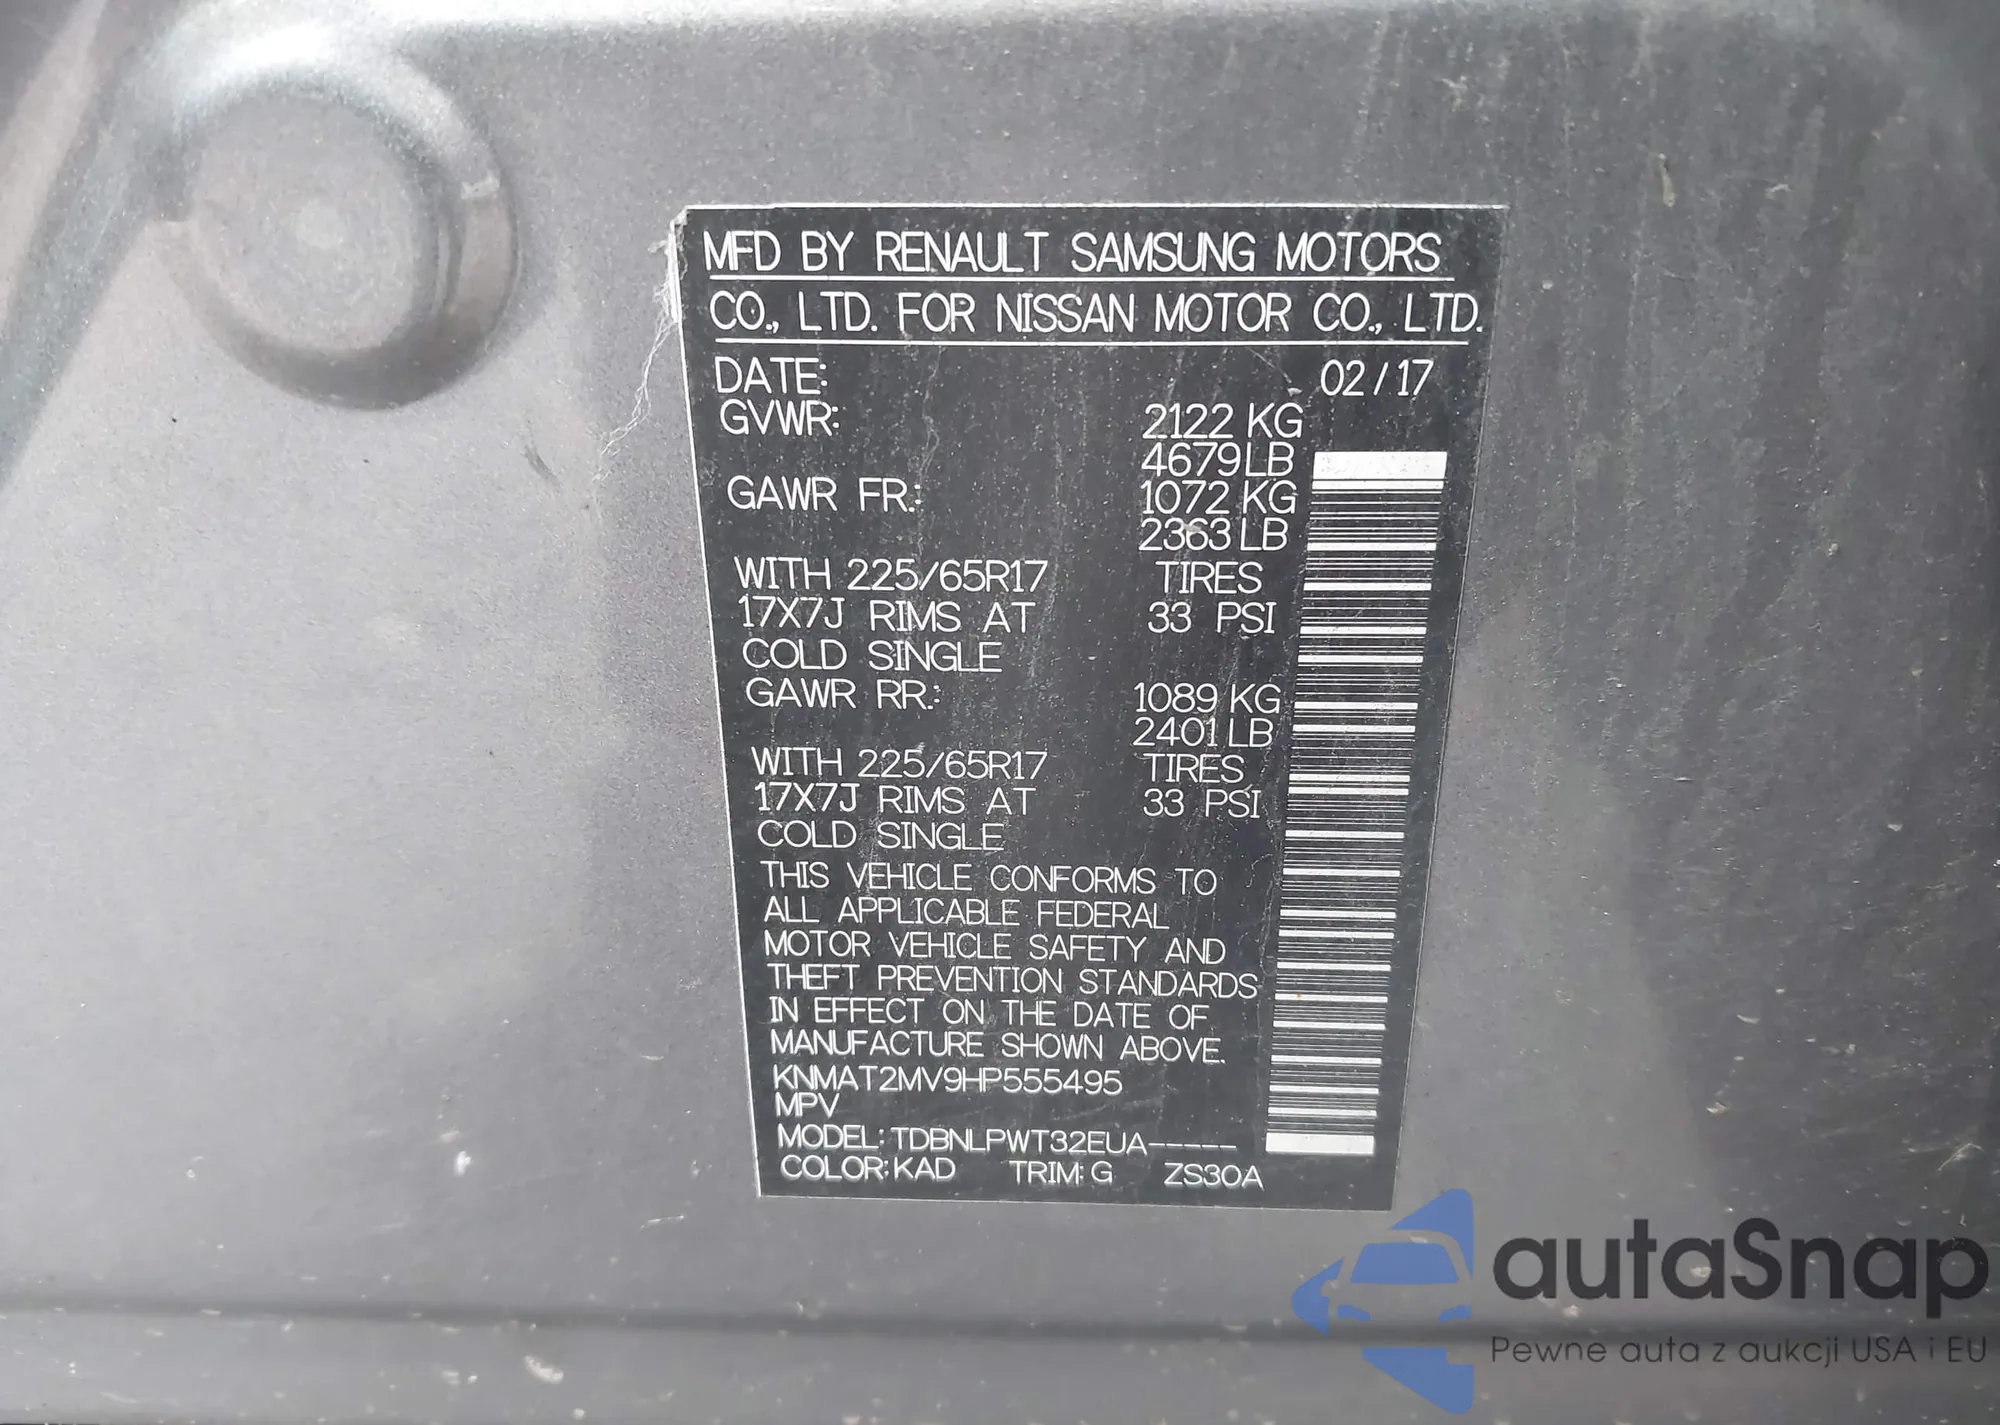 MFD BY RENAULT SAMSUNG MOTORS
CO., LTD. FOR NISSAN MOTOR CO., LTD.
DATE: 02/17
GVWR: 2122 KG
4679 LB
GAWR FR.: 1072 KG
2363 LB
WITH 225/65R17 TIRES
17X7J RIMS AT 33 PSI
COLD SINGLE
GAWR RR.: 1089 KG
2401 LB
WITH 225/65R17 TIRES
17X7J RIMS AT 33 PSI
COLD SINGLE
THIS VEHICLE CONFORMS TO
ALL APPLICABLE FEDERAL
MOTOR VEHICLE SAFETY AND
THEFT PREVENTION STANDARDS
IN EFFECT ON THE DATE OF
MANUFACTURE SHOWN ABOVE.
KNMAT2MV9HP555495
MPV
MODEL: TDBNLPWT32EUA-----
COLOR: KAD TRIM: G ZS30A
autaSnap
Pewne auta z aukcji USA i EU